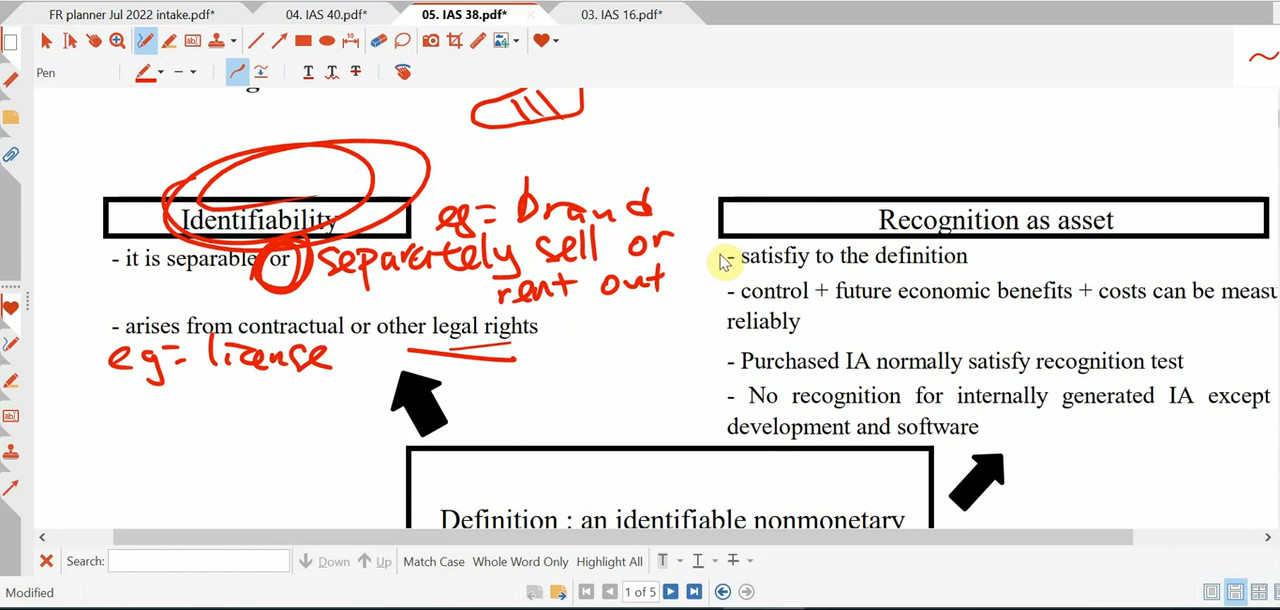 FR planner Jul 2022 intake.pdf*
04. IAS 40.pdf*
05. IAS 38.pdf*
03. IAS 16.pdf*
Pen
Identifiability
eg= brand
- it is separable or
separately sell or
rent out
- arises from contractual or other legal rights
eg= license
Recognition as asset
- satisfiy to the definition
- control + future economic benefits + costs can be measu
reliably
- Purchased IA normally satisfy recognition test
- No recognition for internally generated IA except
development and software
Definition : an identifiable nonmonetary
Search:
Down
Up
Match Case
Whole Word Only
Highlight All
Modified
1 of 5